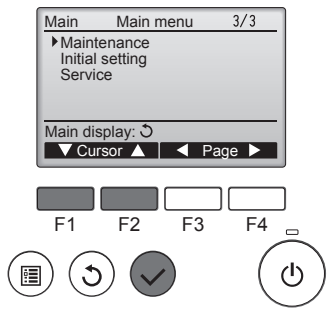 Main Main menu 3/3
Maintenance
Initial setting
Service
Main display:
Cursor Page
F1 F2 F3 F4